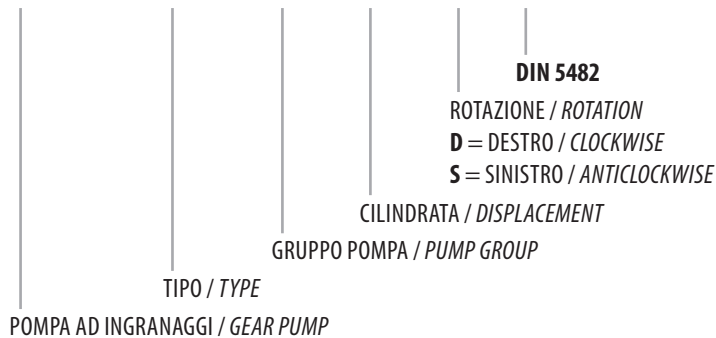 DIN 5482
ROTAZIONE / ROTATION
D = DESTRO / CLOCKWISE
S = SINISTRO / ANTICLOCKWISE
CILINDRATA / DISPLACEMENT
GRUPPO POMPA / PUMP GROUP
TIPO / TYPE
POMPA AD INGRANAGGI / GEAR PUMP